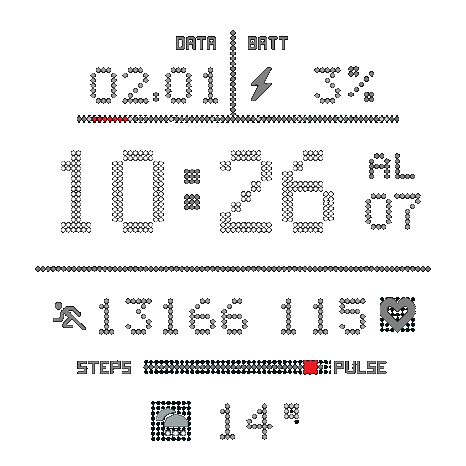 DATA BATT
02.01 3%
10:26 AL
07
13166 115
STEPS PULSE
14°